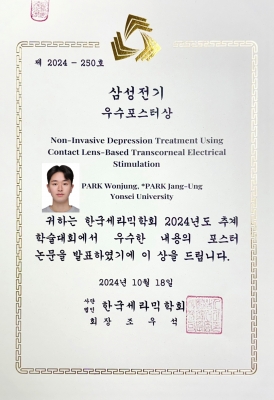 제 2024 - 250호
삼성전기
우수포스터상
Non-Invasive Depression Treatment Using
Contact Lens-Based Transcorneal Electrical
Stimulation
PARK Wonjung, *PARK Jang-Ung
Yonsei University
귀하는 한국세라믹학회 2024년도 추계
학술대회에서 우수한 내용의 포스터
논문을 발표하였기에 이 상을 드립니다.
2024년 10월 18일
사단법인 한국세라믹학회
회장 조우석